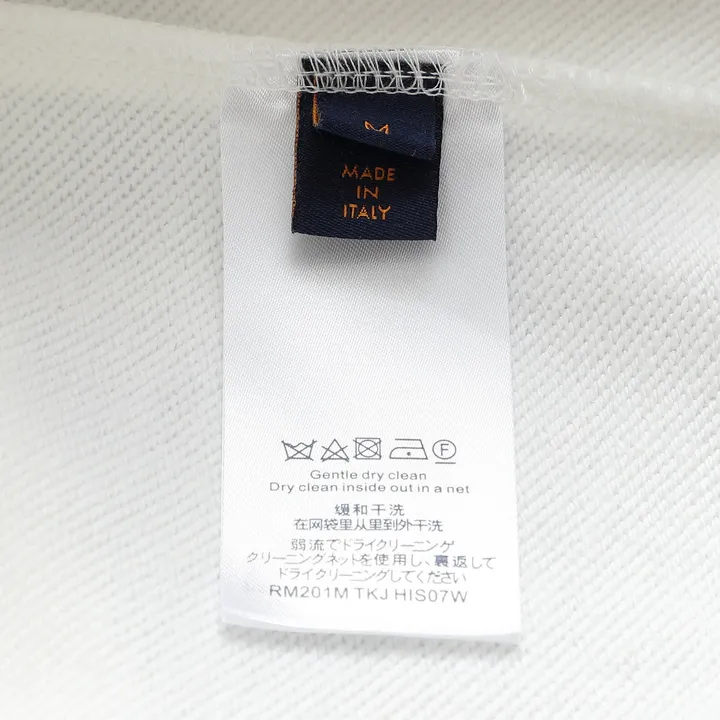 M
MADE
IN
ITALY
F
Gentle dry clean
Dry clean inside out in a net
缓和干洗
在网袋里从里到外干洗
弱流でドライクリーニング
クリーニングネットを使用し、裏返して
ドライクリーニングしてください
RM201M TKJ HIS07W